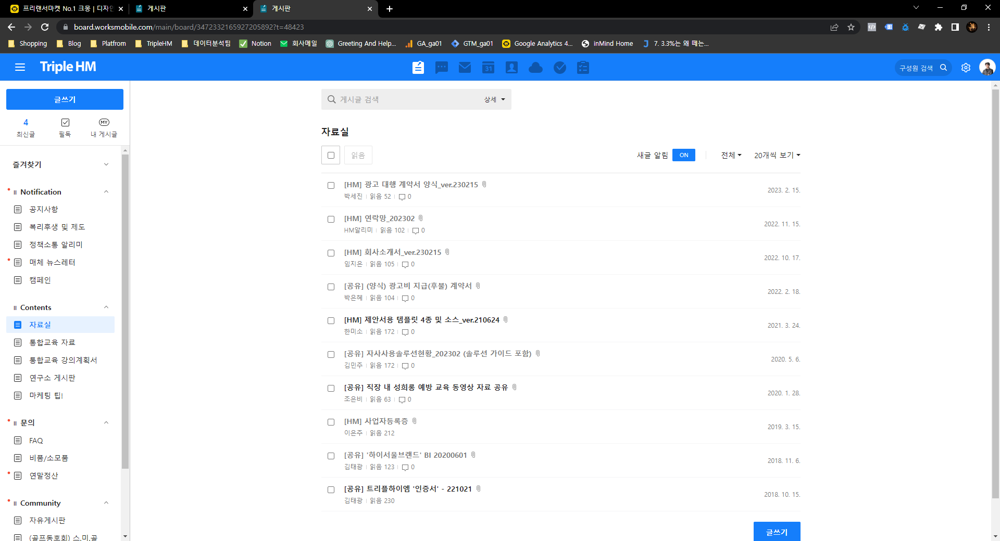 프리랜서마켓 No.1 크몽 | 디자인
게시판
게시판
board.worksmobile.com/main/board/3472332165927205892?t=48423
Shopping
Blog
Platfrom
TripleHM
데이터분석팀
Notion
회사메일
Greeting And Help...
GA_ga01
GTM_ga01
Google Analytics 4...
inMind Home
7. 3.3%는 왜 떼는...
Triple HM
31
구성원 검색
글쓰기
4
최신글
필독
MY
내 게시글
즐겨찾기
Notification
공지사항
복리후생 및 제도
정책소통 알리미
매체 뉴스레터
캠페인
Contents
자료실
통합교육 자료
통합교육 강의계획서
연구소 게시판
마케팅 팁!
문의
FAQ
비품/소모품
연말정산
Community
자유게시판
(골프동호회) 스.미.골
게시글 검색
상세
자료실
읽음
새글 알림
ON
전체
20개씩 보기
[HM] 광고 대행 계약서 양식_ver.230215
박세진 읽음 52 0
2023. 2. 15.
[HM] 연락망_202302
HM알리미 읽음 102 0
2022. 11. 15.
[HM] 회사소개서_ver.230215
임지은 읽음 105 0
2022. 10. 17.
[공유] (양식) 광고비 지급(후불) 계약서
박은혜 읽음 104 0
2022. 2. 18.
[HM] 제안서용 템플릿 4종 및 소스_ver.210624
한미소 읽음 172 0
2021. 3. 24.
[공유] 자사사용솔루션현황_202302 (솔루션 가이드 포함)
김민주 읽음 172 0
2020. 5. 6.
[공유] 직장 내 성희롱 예방 교육 동영상 자료 공유
조은비 읽음 63 0
2020. 1. 28.
[HM] 사업자등록증
이은주 읽음 212
2019. 3. 15.
[공유] '하이서울브랜드' BI 20200601
김태광 읽음 123 0
2018. 11. 6.
[공유] 트리플하이엠 '인증서' - 221021
김태광 읽음 230
2018. 10. 15.
글쓰기